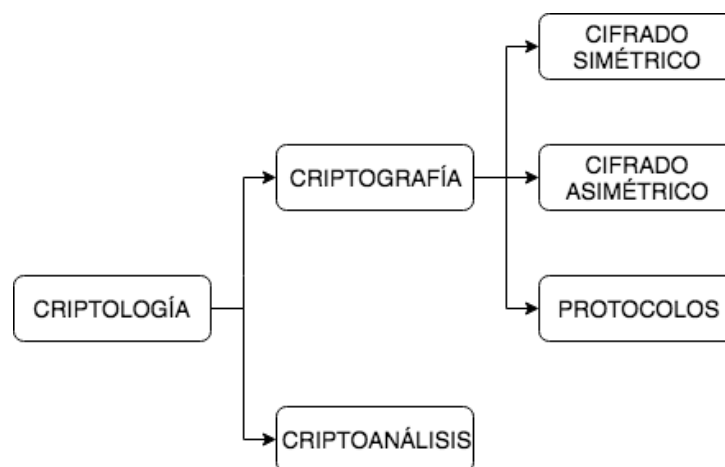 CIFRADO
SIMÉTRICO
CRIPTOGRAFÍA
CIFRADO
ASIMÉTRICO
CRIPTOLOGÍA
PROTOCOLOS
CRIPTOANÁLISIS